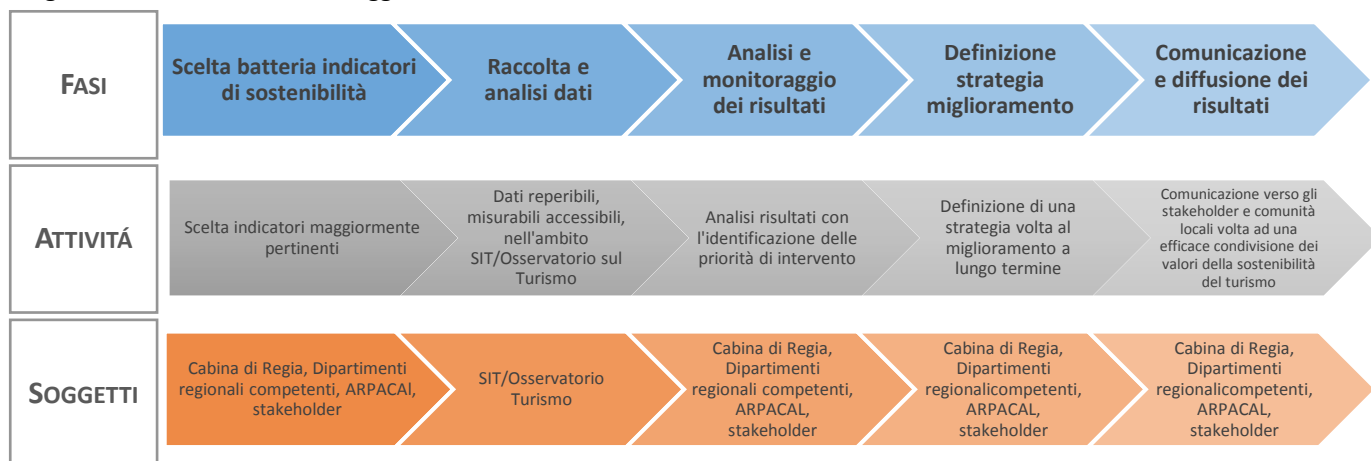 FASI
Scelta batteria indicatori
di sostenibilità
Raccolta e
analisi dati
Analisi e
monitoraggio
dei risultati
Definizione
strategia
miglioramento
Comunicazione
e diffusione dei
risultati
ATTIVITÁ
Scelta indicatori maggiormente
pertinenti
Dati reperibili,
misurabili accessibili,
nell'ambito
SIT/Osservatorio sul
Turismo
Analisi risultati con
l'identificazione delle
priorità di intervento
Definizione di una
strategia volta al
miglioramento a
lungo termine
Comunicazione verso gli
stakeholder e comunità
locali volta ad una
efficace condivisione dei
valori della sostenibilità
del turismo
SOGGETTI
Cabina di Regia, Dipartimenti
regionali competenti, ARPACAL,
stakeholder
SIT/Osservatorio
Turismo
Cabina di Regia,
Dipartimenti
regionali competenti,
ARPACAL,
stakeholder
Cabina di Regia,
Dipartimenti
regionalicompetenti,
ARPACAL,
stakeholder
Cabina di Regia,
Dipartimenti
regionalicompetenti,
ARPACAL,
stakeholder